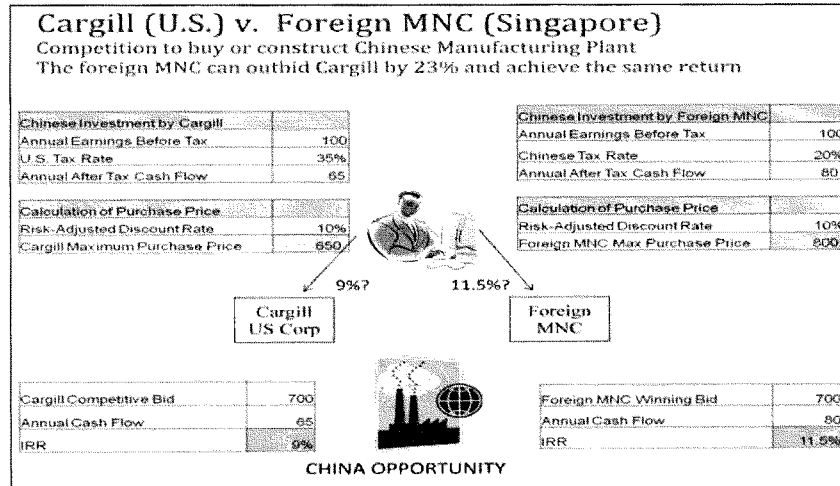 Cargill (U.S.) v. Foreign MNC (Singapore)
Competition to buy or construct Chinese Manufacturing Plant
The foreign MNC can outbid Cargill by 23% and achieve the same return
Chinese Investment by Cargill
Annual Earnings Before Tax 100
U.S. Tax Rate 35%
Annual After Tax Cash Flow 65
Calculation of Purchase Price
Risk-Adjusted Discount Rate 10%
Cargill Maximum Purchase Price 650
Chinese Investment by Foreign MNC
Annual Earnings Before Tax 100
Chinese Tax Rate 20%
Annual After Tax Cash Flow 80
Calculation of Purchase Price
Risk-Adjusted Discount Rate 10%
Foreign MNC Max Purchase Price 800
9%?
11.5%?
Cargill
US Corp
Foreign
MNC
Cargill Competitive Bid 700
Annual Cash Flow 65
IRR 9%
Foreign MNC Winning Bid 700
Annual Cash Flow 80
IRR 11.5%
CHINA OPPORTUNITY